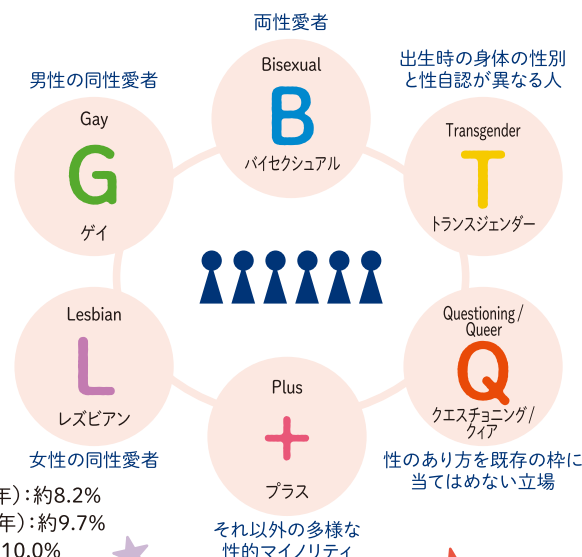 両性愛者
Bisexual
B
バイセクシュアル
出生時の身体の性別
と性自認が異なる人
Transgender
T
トランスジェンダー
男性の同性愛者
Gay
G
ゲイ
Lesbian
L
レズビアン
女性の同性愛者
Questioning/
Queer
Q
クエスチョニング/
クィア
性のあり方を既存の枠に
当てはめない立場
Plus
+
プラス
それ以外の多様な
性的マイノリティ
年）：約8.2%
年）：約9.7%
10.0%